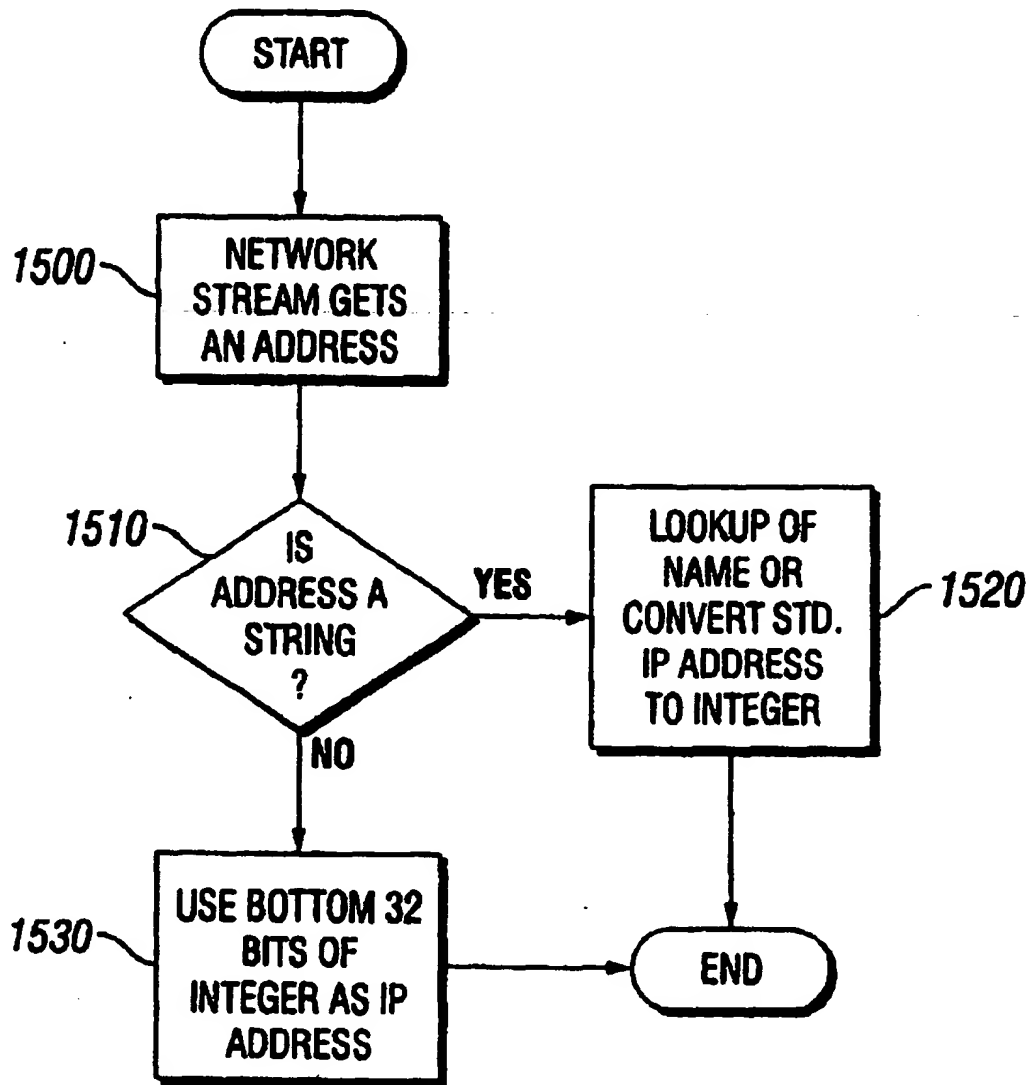 START
1500
NETWORK
STREAM GETS
AN ADDRESS
1510
IS
ADDRESS A
STRING
?
YES
LOOKUP OF
NAME OR
CONVERT STD.
IP ADDRESS
TO INTEGER
1520
NO
1530
USE BOTTOM 32
BITS OF
INTEGER AS IP
ADDRESS
END